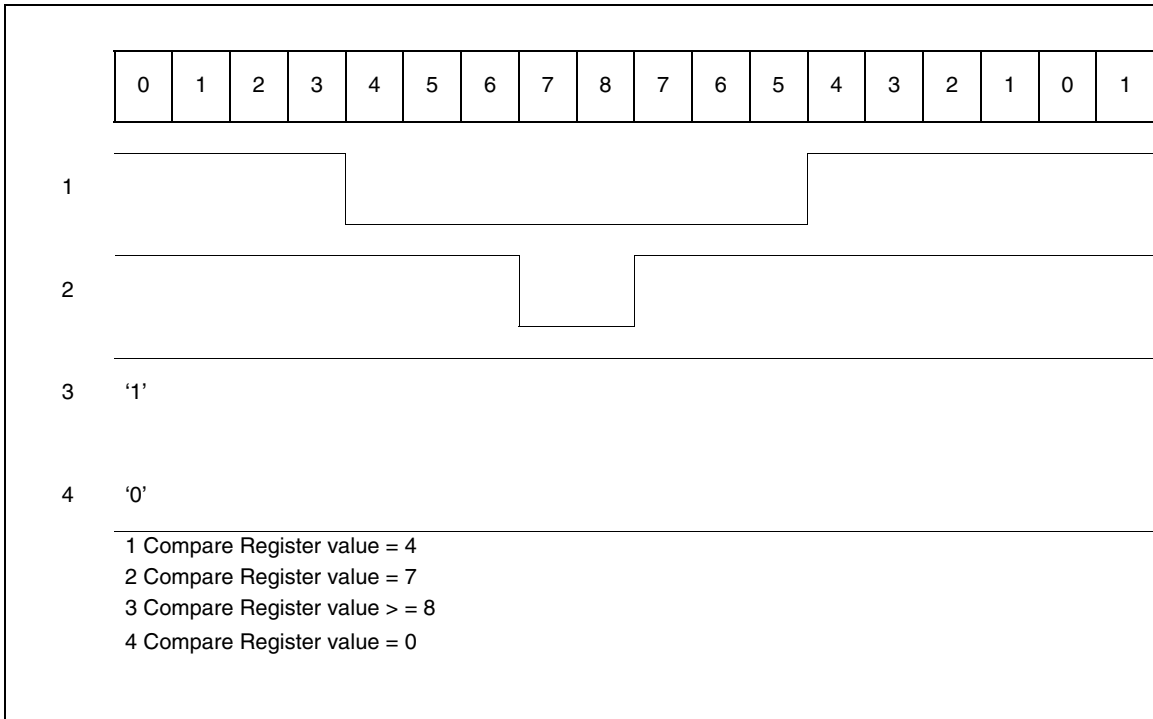 0 1 2 3 4 5 6 7 8 7 6 5 4 3 2 1 0 1
1
2
3 ‘1’
4 ‘0’
1 Compare Register value = 4
2 Compare Register value = 7
3 Compare Register value > = 8
4 Compare Register value = 0